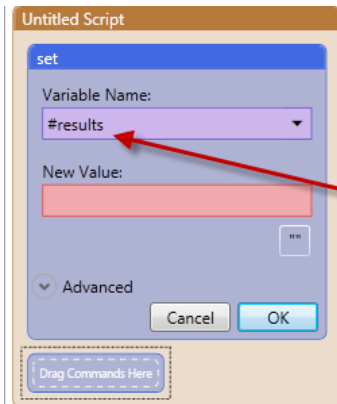 Untitled Script
set
Variable Name:
#results
New Value:
""
Advanced
Cancel OK
Drag Commands Here